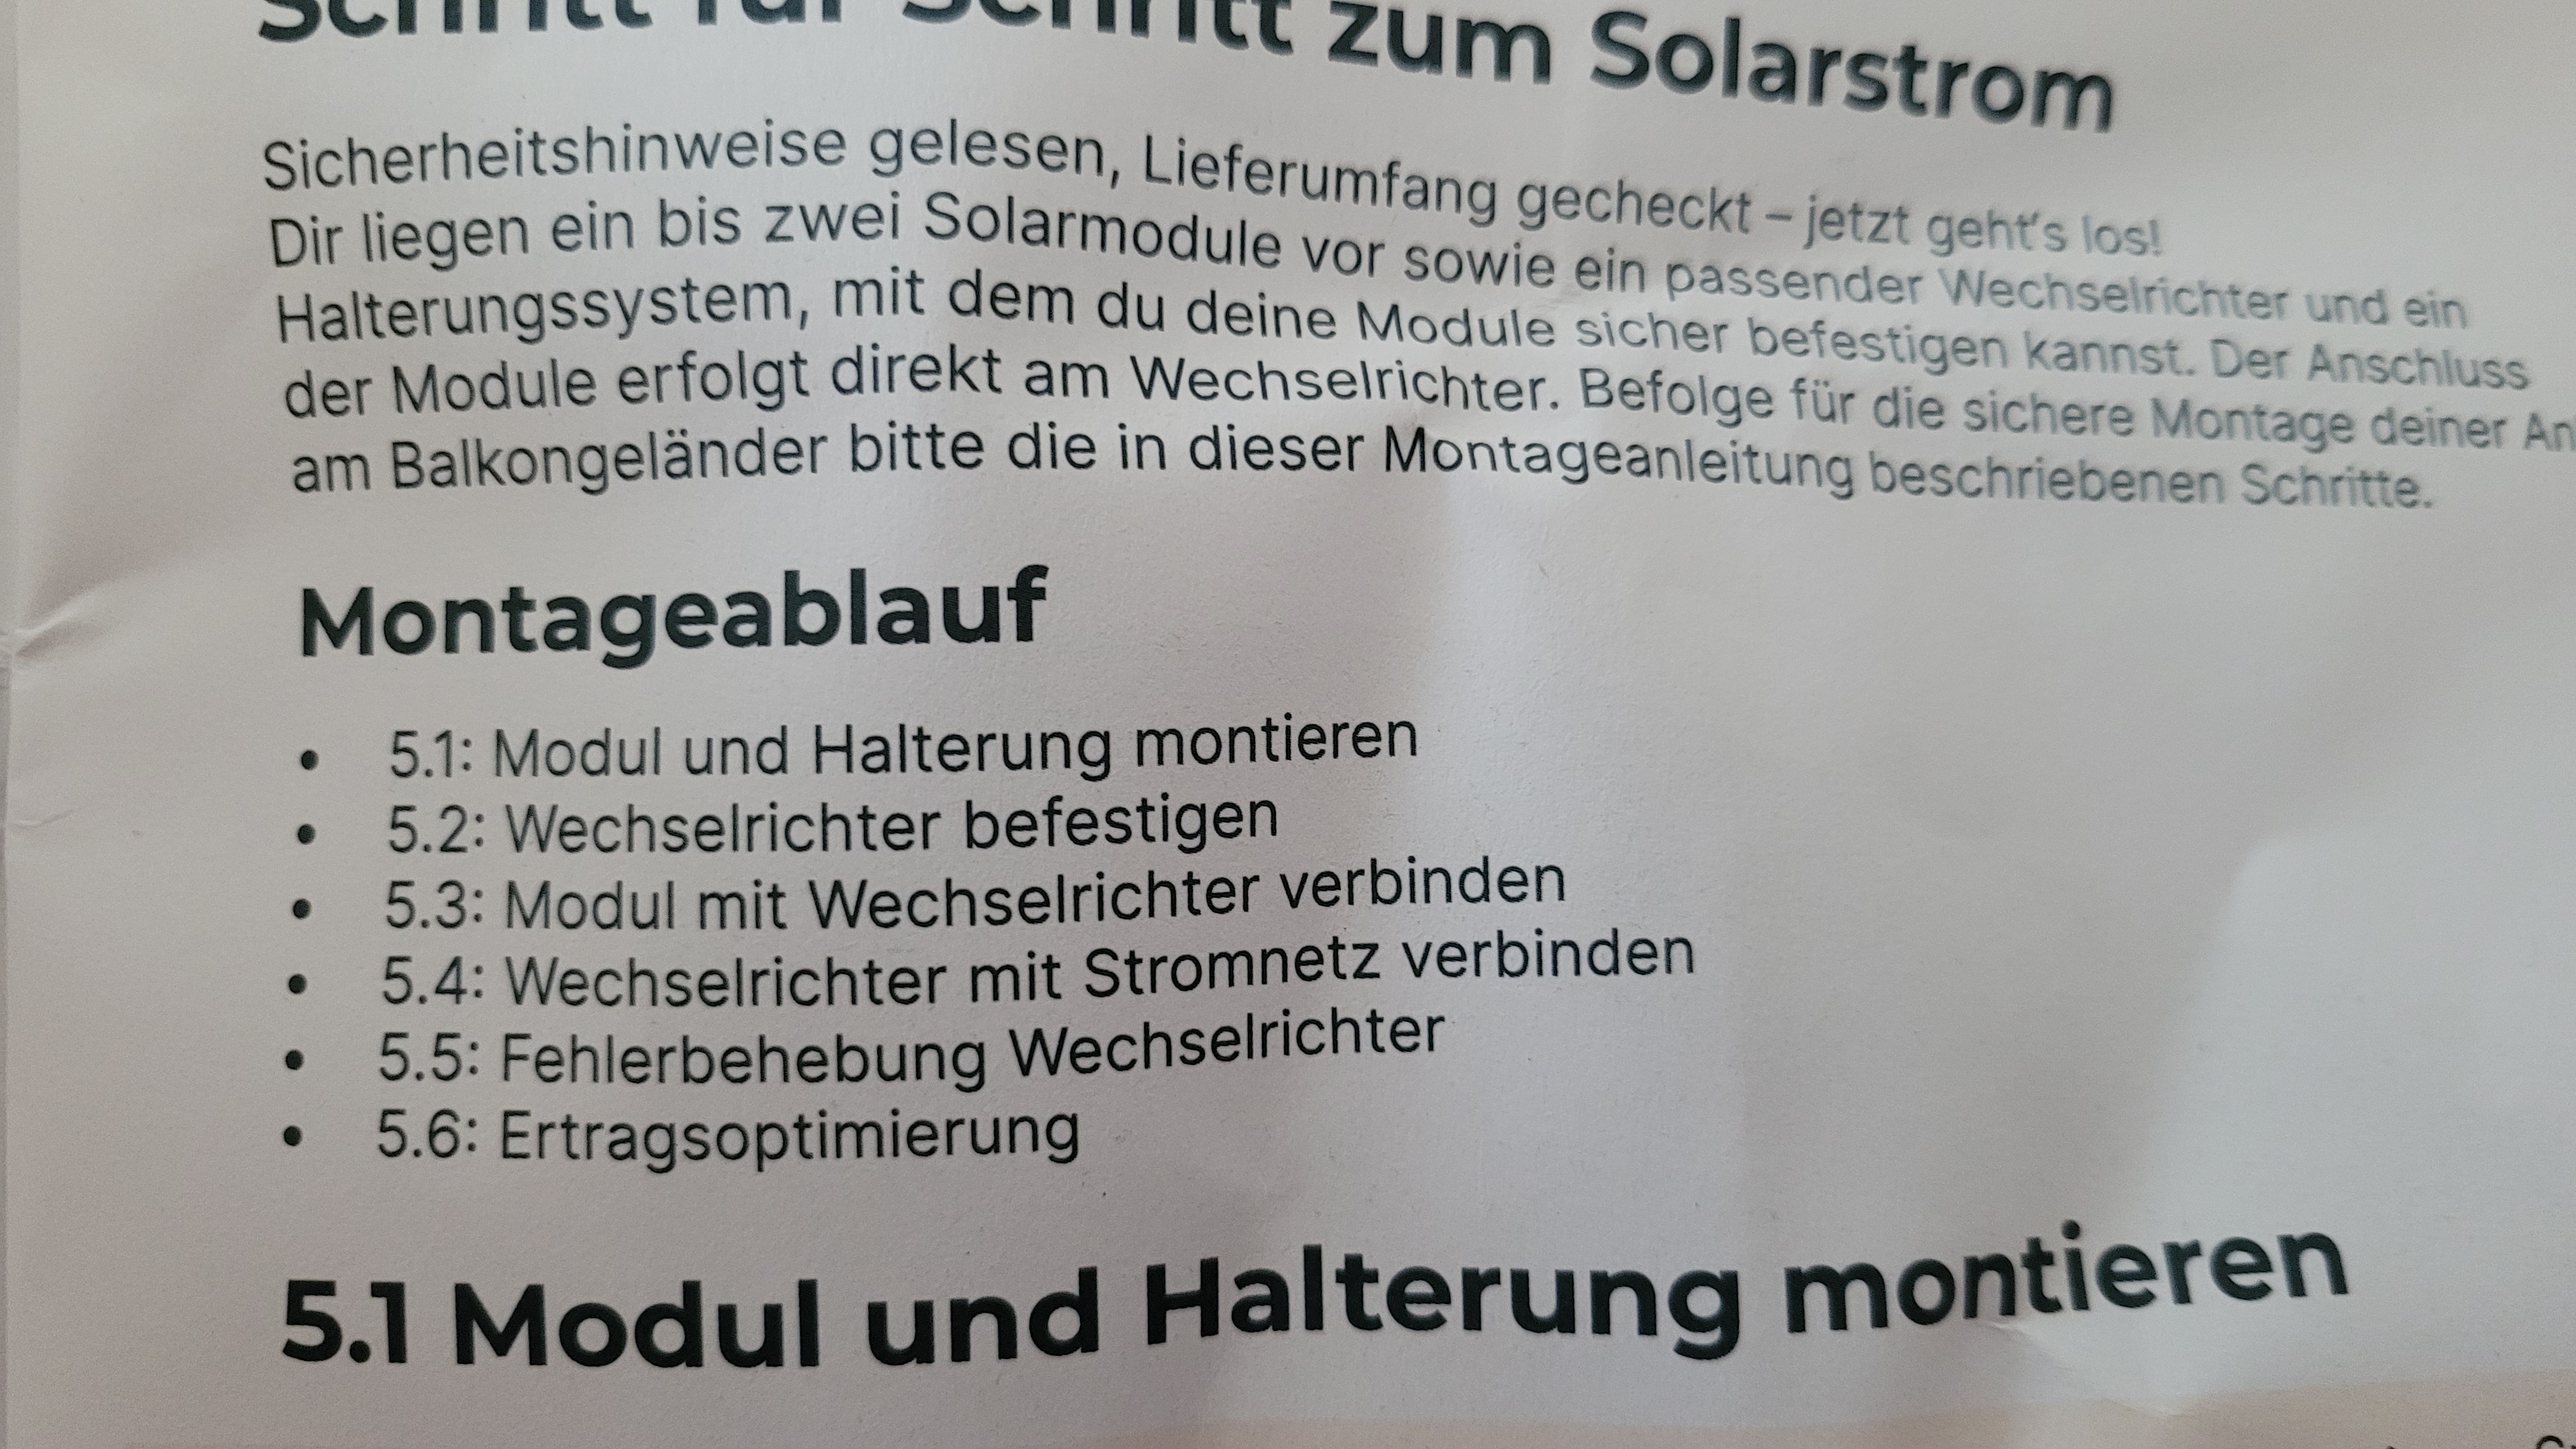 Schritt für Schritt zum Solarstrom
Sicherheitshinweise gelesen, Lieferumfang gecheckt – jetzt geht's los!
Dir liegen ein bis zwei Solarmodule vor sowie ein passender Wechselrichter und ein
Halterungssystem, mit dem du deine Module sicher befestigen kannst. Der Anschluss
der Module erfolgt direkt am Wechselrichter. Befolge für die sichere Montage deiner
am Balkongeländer bitte die in dieser Montageanleitung beschriebenen Schritte.
Montageablauf
• 5.1: Modul und Halterung montieren
• 5.2: Wechselrichter befestigen
• 5.3: Modul mit Wechselrichter verbinden
• 5.4: Wechselrichter mit Stromnetz verbinden
• 5.5: Fehlerbehebung Wechselrichter
• 5.6: Ertragsoptimierung
5.1 Modul und Halterung montieren